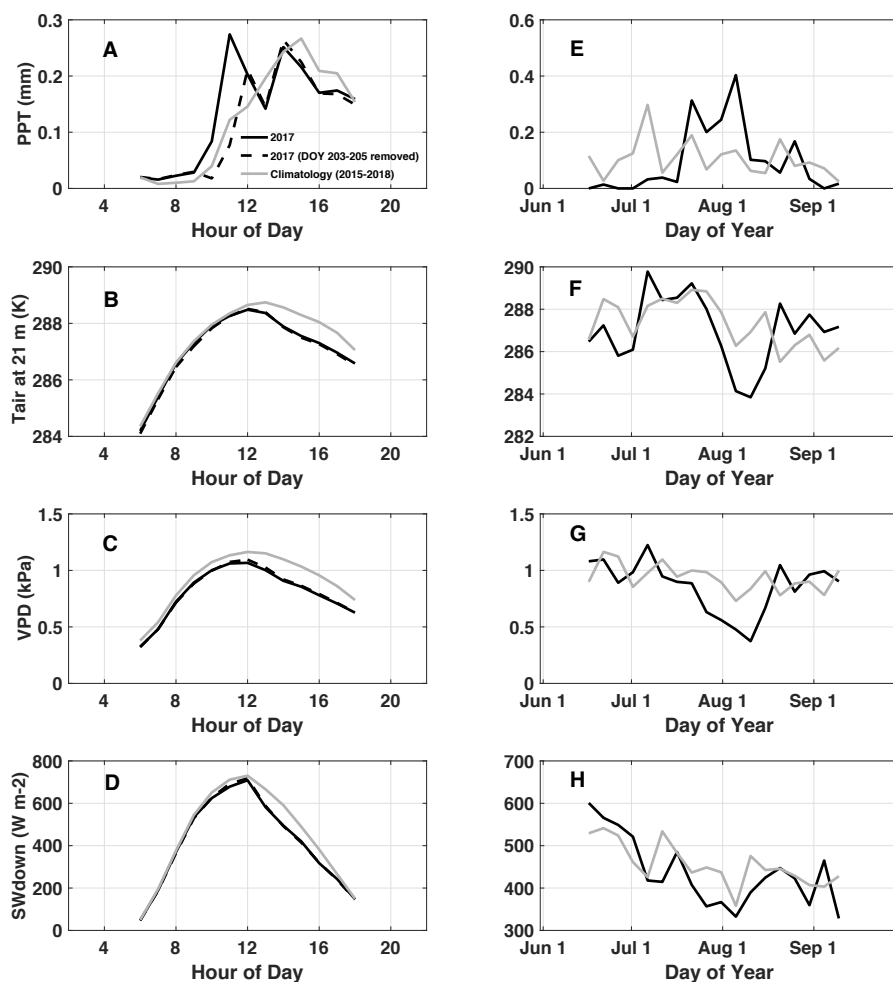 A
PPT (mm)
0.3
0.2
0.1
0
2017
2017 (DOY 203-205 removed)
Climatology (2015-2018)
4 8 12 16 20
Hour of Day
E
0.6
0.4
0.2
0
Jun 1 Jul 1 Aug 1 Sep 1
Day of Year
B
Tair at 21 m (K)
290
288
286
284
4 8 12 16 20
Hour of Day
F
290
288
286
284
282
Jun 1 Jul 1 Aug 1 Sep 1
Day of Year
C
VPD (kPa)
1.5
1
0.5
0
4 8 12 16 20
Hour of Day
G
1.5
1
0.5
0
Jun 1 Jul 1 Aug 1 Sep 1
Day of Year
D
SWdown (W m-2)
800
600
400
200
0
4 8 12 16 20
Hour of Day
H
700
600
500
400
300
Jun 1 Jul 1 Aug 1 Sep 1
Day of Year